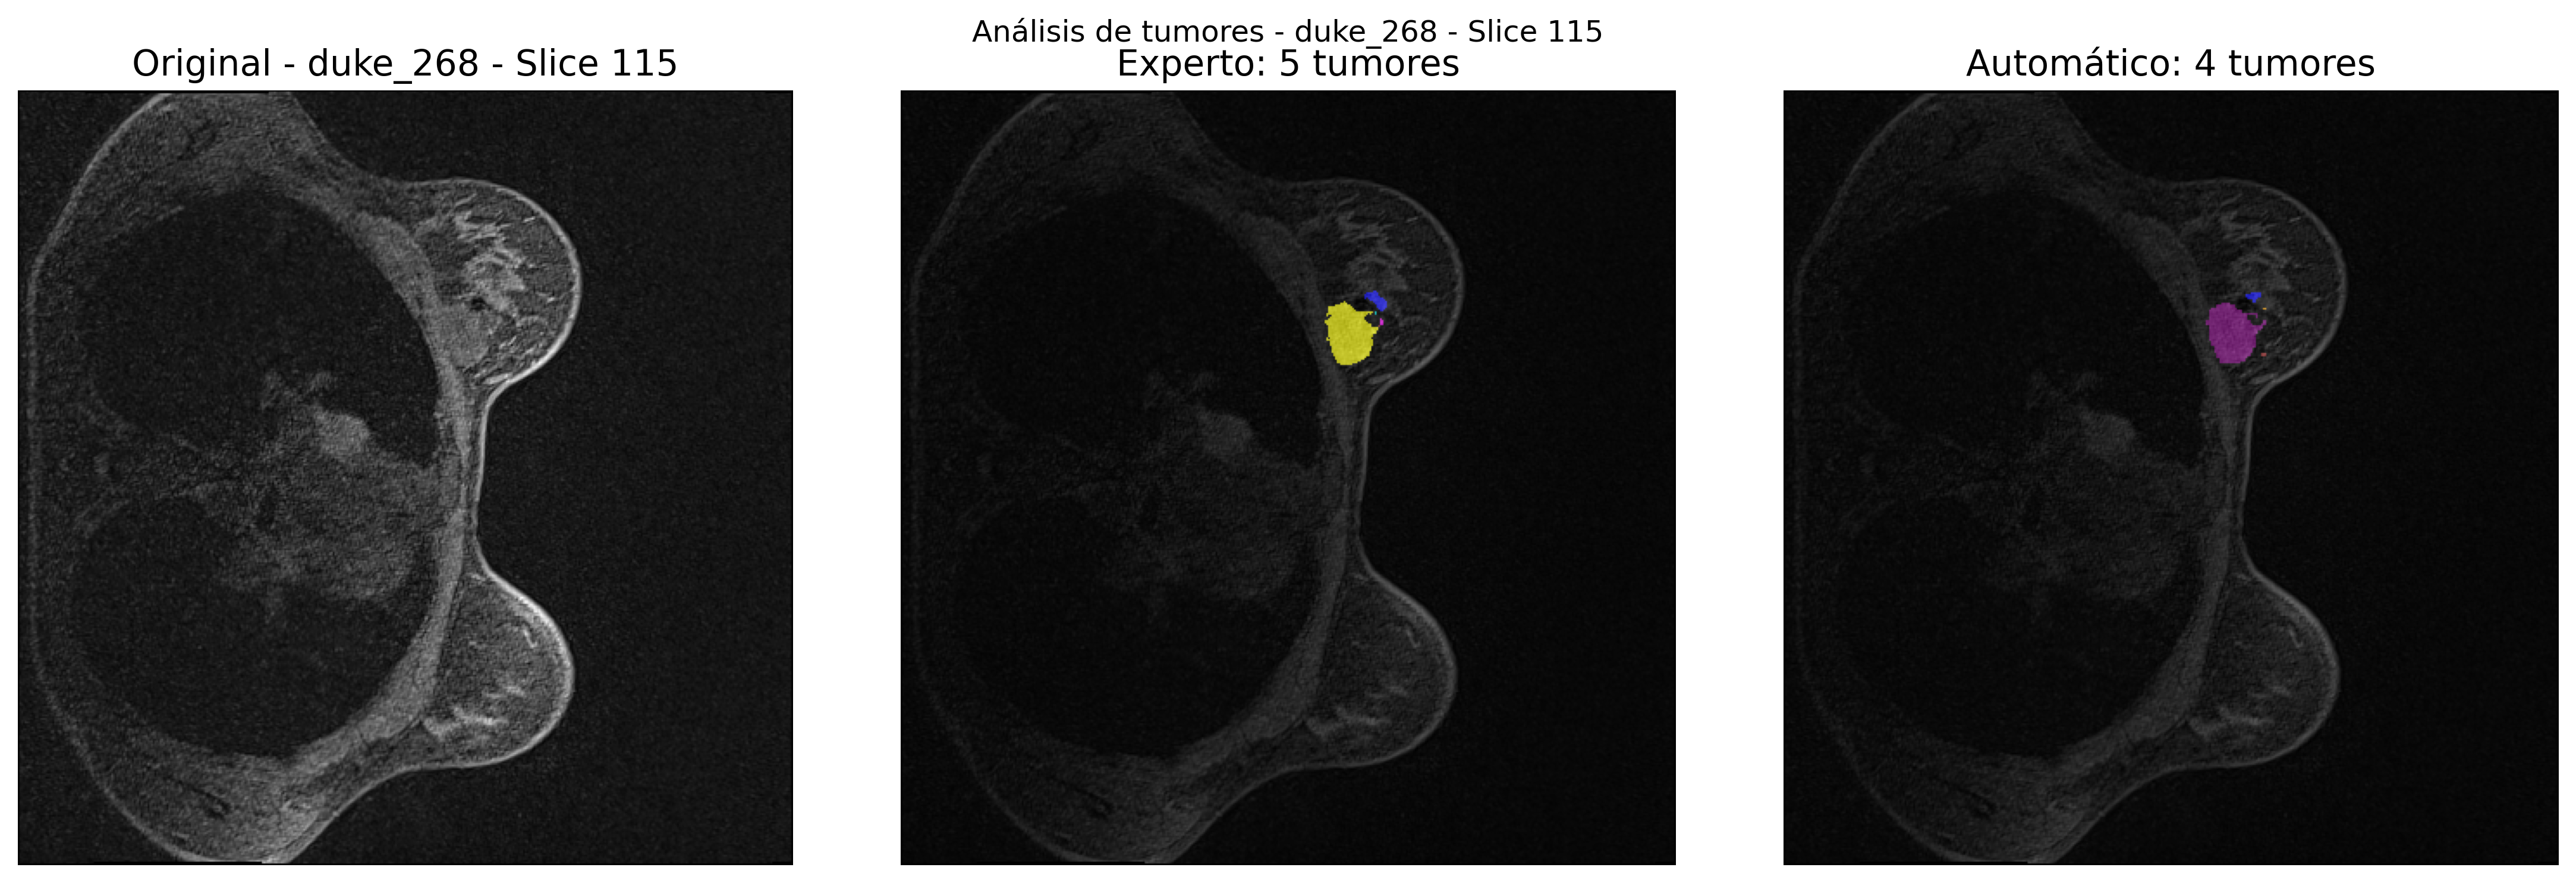 Análisis de tumores - duke_268 - Slice 115
Original - duke_268 - Slice 115
Experto: 5 tumores
Automático: 4 tumores